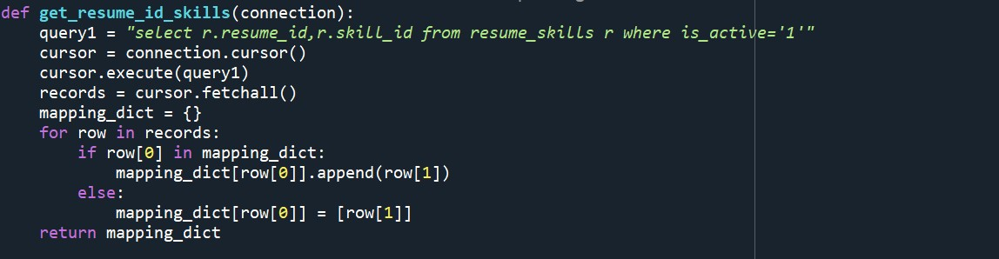 def get_resume_id_skills(connection):
    query1 = "select r.resume_id,r.skill_id from resume_skills r where is_active='1'"
    cursor = connection.cursor()
    cursor.execute(query1)
    records = cursor.fetchall()
    mapping_dict = {}
    for row in records:
        if row[0] in mapping_dict:
            mapping_dict[row[0]].append(row[1])
        else:
            mapping_dict[row[0]] = [row[1]]
    return mapping_dict